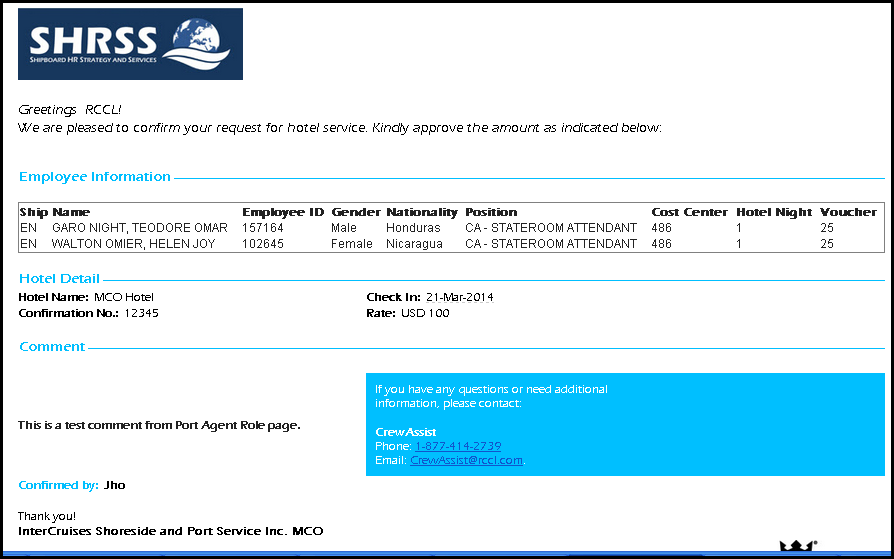 SHRSS
SHIPBOARD HR STRATEGY AND SERVICES
Greetings RCCL!
We are pleased to confirm your request for hotel service. Kindly approve the amount as indicated below:
Employee Information
Ship Name Employee ID Gender Nationality Position Cost Center Hotel Night Voucher
EN GARO NIGHT, TEODORE OMAR 157164 Male Honduras CA - STATEROOM ATTENDANT 486 1 25
EN WALTON OMIER, HELEN JOY 102645 Female Nicaragua CA - STATEROOM ATTENDANT 486 1 25
Hotel Detail
Hotel Name: MCO Hotel Check In: 21-Mar-2014
Confirmation No.: 12345 Rate: USD 100
Comment
If you have any questions or need additional
information, please contact:
This is a test comment from Port Agent Role page.
CrewAssist
Phone: 1-877-414-2739
Email: CrewAssist@rccl.com.
Confirmed by: Jho
Thank you!
InterCruises Shoreside and Port Service Inc. MCO